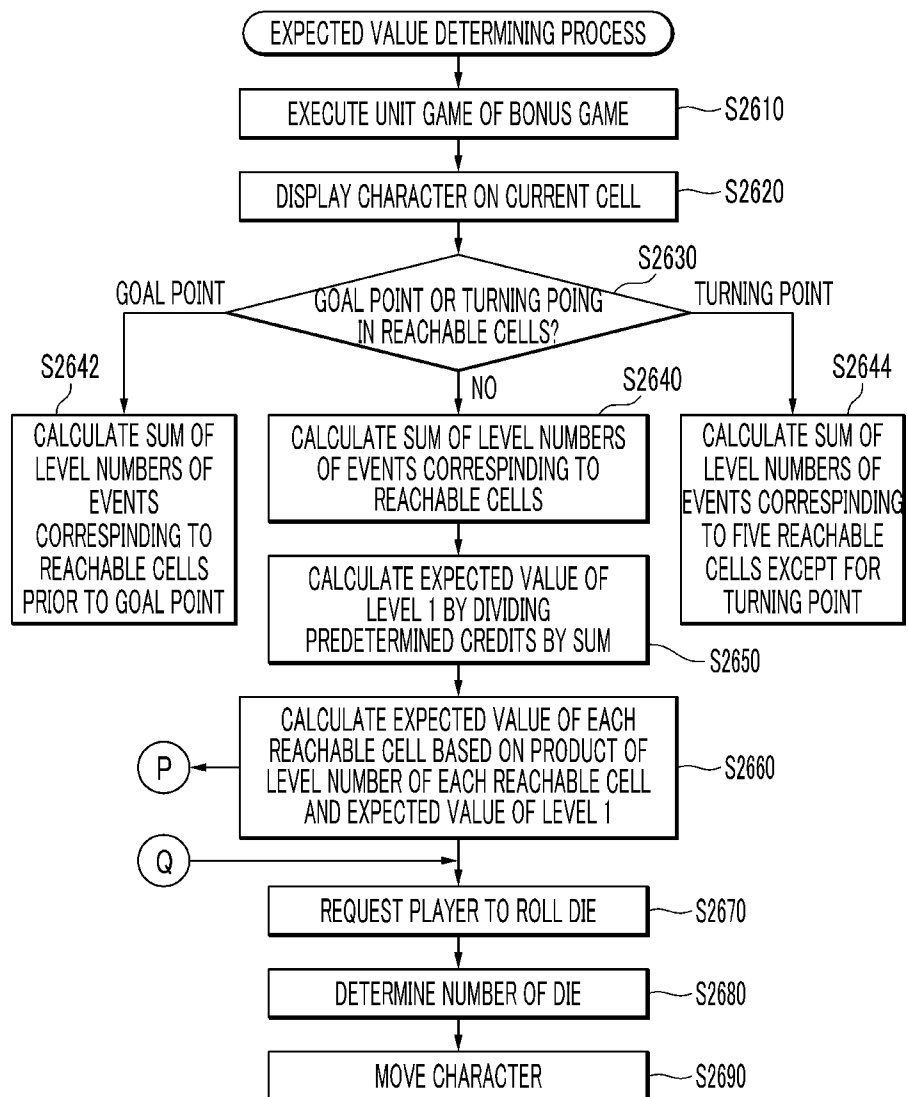 EXPECTED VALUE DETERMINING PROCESS
EXECUTE UNIT GAME OF BONUS GAME
S2610
DISPLAY CHARACTER ON CURRENT CELL
S2620
S2630
GOAL POINT
GOAL POINT OR TURNING POING
IN REACHABLE CELLS?
TURNING POINT
NO
S2642
CALCULATE SUM OF
LEVEL NUMBERS OF
EVENTS
CORRESPINDING TO
REACHABLE CELLS
PRIOR TO GOAL POINT
S2640
CALCULATE SUM OF LEVEL NUMBERS
OF EVENTS CORRESPINDING TO
REACHABLE CELLS
S2644
CALCULATE SUM OF
LEVEL NUMBERS OF
EVENTS CORRESPINDING
TO FIVE REACHABLE
CELLS EXCEPT FOR
TURNING POINT
CALCULATE EXPECTED VALUE OF
LEVEL 1 BY DIVIDING
PREDETERMINED CREDITS BY SUM
S2650
CALCULATE EXPECTED VALUE OF EACH
REACHABLE CELL BASED ON PRODUCT OF
LEVEL NUMBER OF EACH REACHABLE CELL
AND EXPECTED VALUE OF LEVEL 1
S2660
P
Q
REQUEST PLAYER TO ROLL DIE
S2670
DETERMINE NUMBER OF DIE
S2680
MOVE CHARACTER
S2690